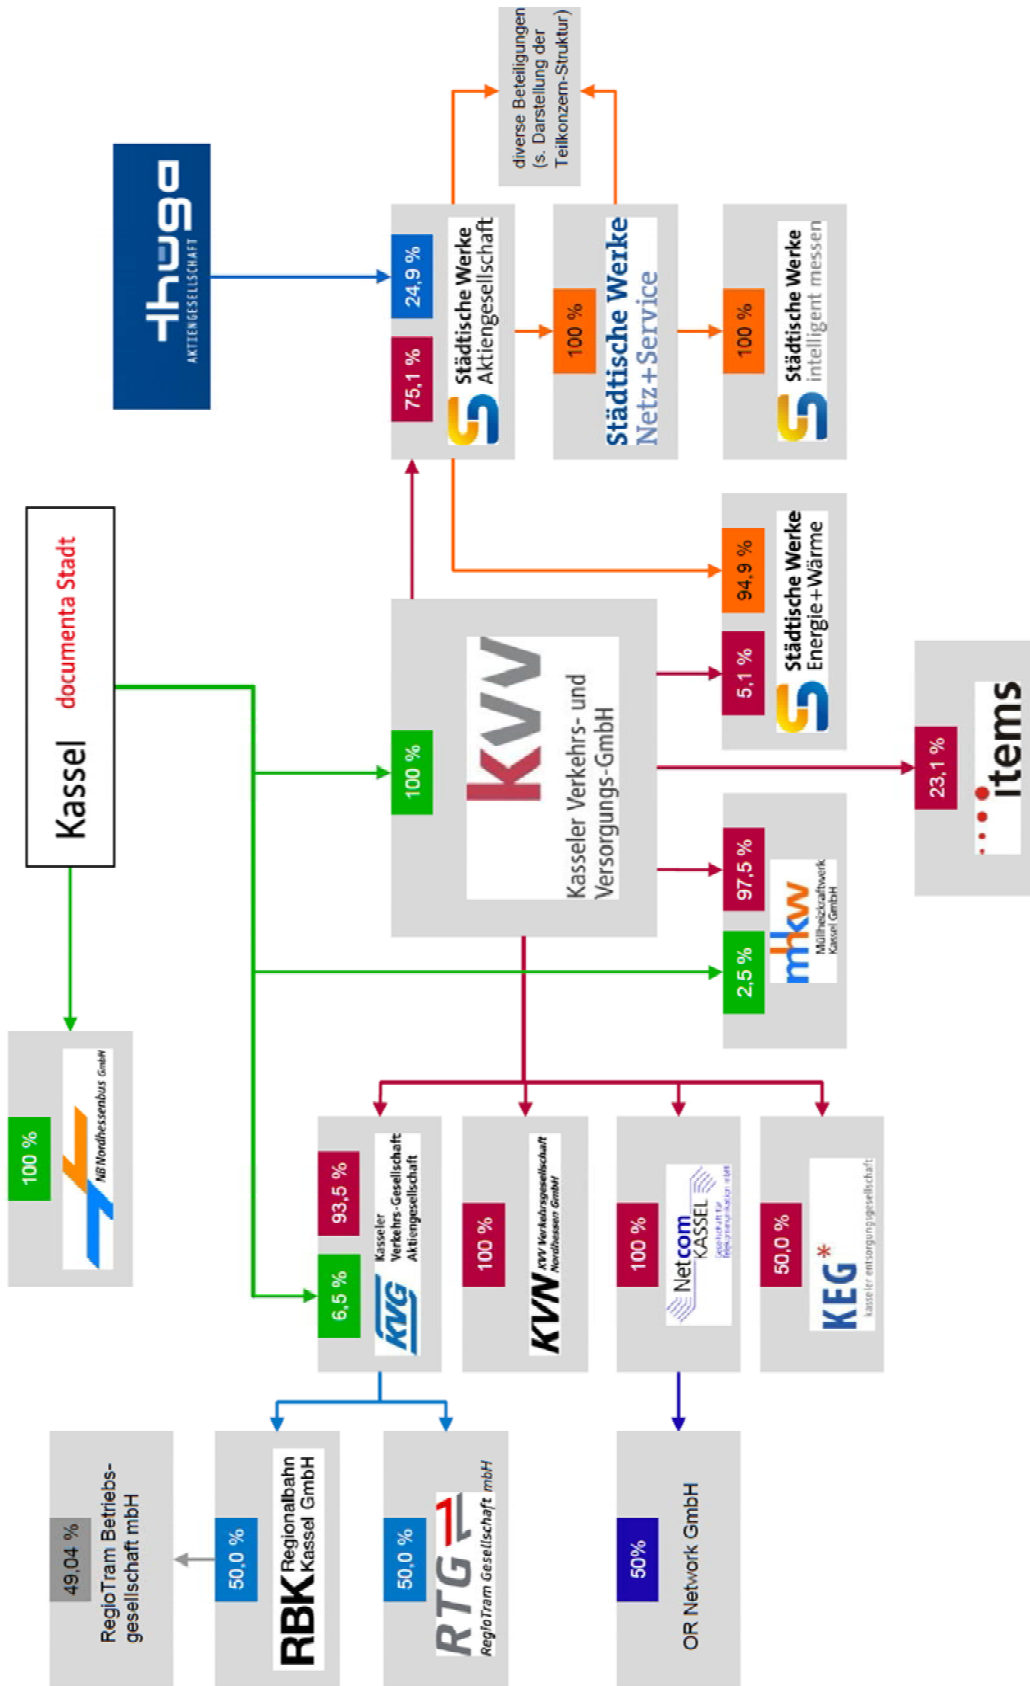 Kassel documenta Stadt
thüga
AKTIENGESELLSCHAFT
100 %
NB Nordhessenbus GmbH
100 %
kvv
Kasseler Verkehrs- und
Versorgungs-GmbH
75,1 %
24,9 %
Städtische Werke
Aktiengesellschaft
diverse Beteiligungen
(s. Darstellung der
Teilkonzern-Struktur)
100 %
Städtische Werke
Netz+Service
100 %
Städtische Werke
intelligent messen
5,1 %
94,9 %
Städtische Werke
Energie+Wärme
23,1 %
items
2,5 %
97,5 %
mhkw
Müllheizkraftwerk
Kassel GmbH
6,5 %
93,5 %
KVG
Kasseler
Verkehrs-Gesellschaft
Aktiengesellschaft
100 %
KVN
KVV Verkehrsgesellschaft
Nordhessen GmbH
100 %
Netcom
KASSEL
Gesellschaft für
Telekommunikation mbH
50,0 %
KEG*
kasseler entsorgungsgesellschaft
49,04 %
RegioTram Betriebs-
gesellschaft mbH
50,0 %
RBK
Regionalbahn
Kassel GmbH
50,0 %
RTG
RegioTram Gesellschaft mbH
50%
OR Network GmbH